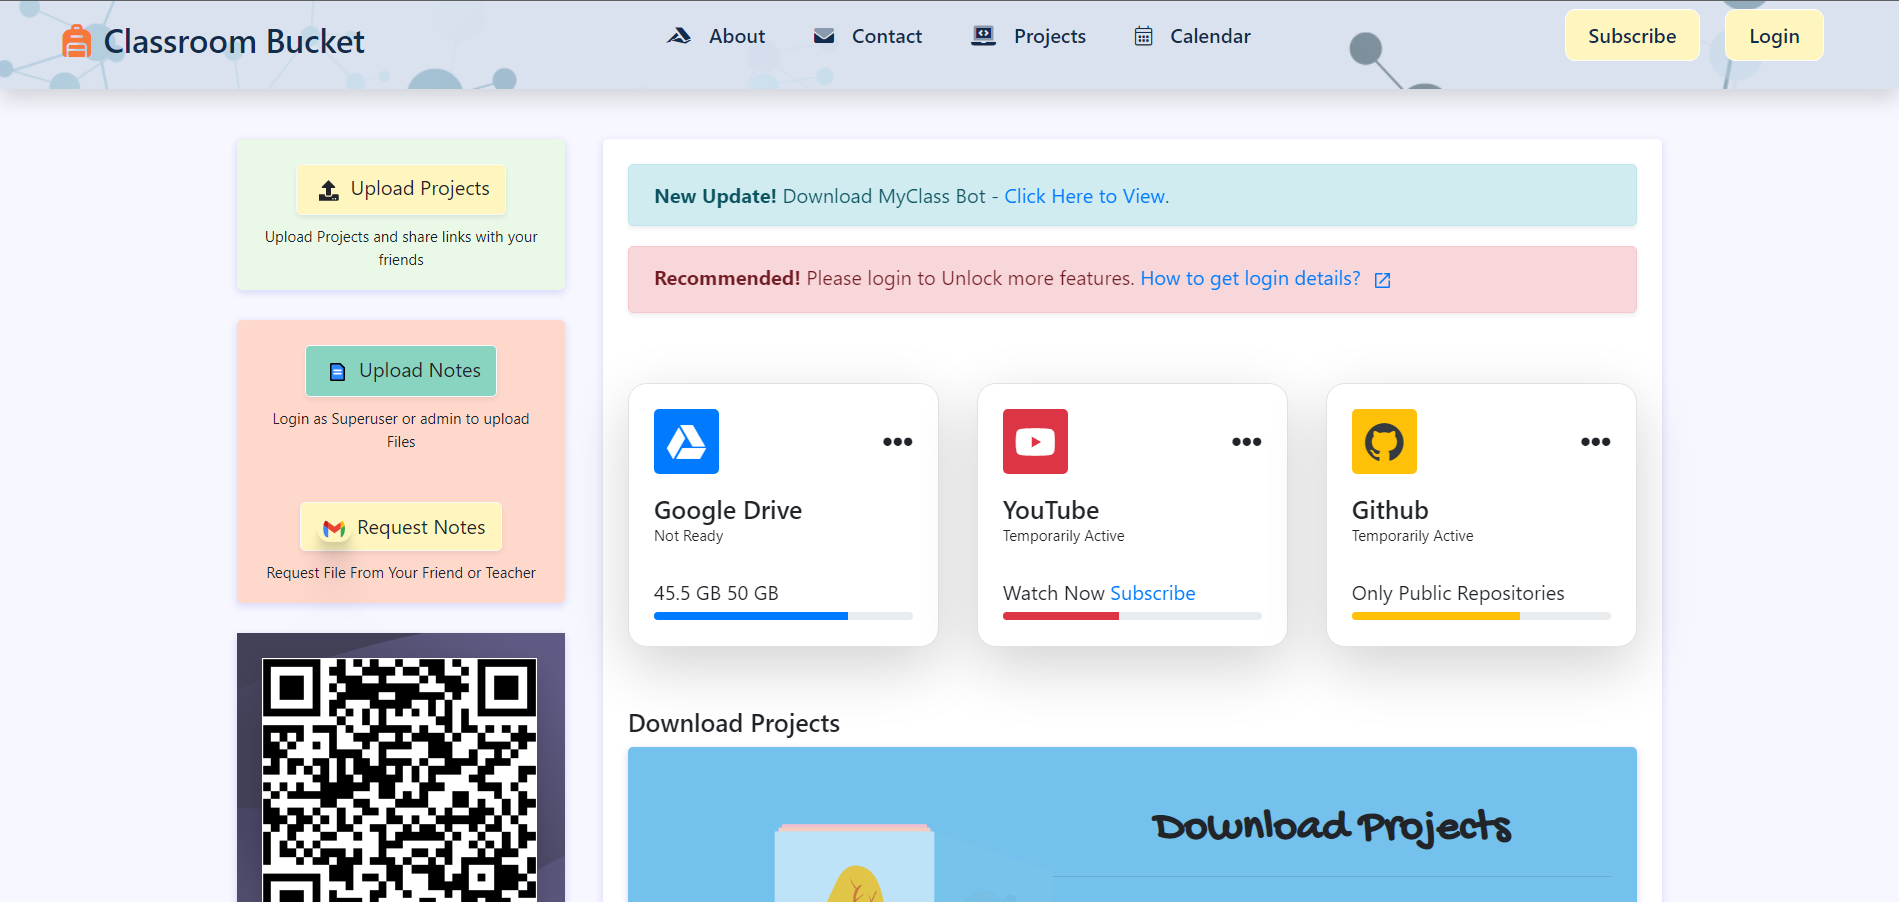 Classroom Bucket
About
Contact
Projects
Calendar
Subscribe
Login
Upload Projects
Upload Projects and share links with your
friends
Upload Notes
Login as Superuser or admin to upload
Files
Request Notes
Request File From Your Friend or Teacher
New Update! Download MyClass Bot - Click Here to View.
Recommended! Please login to Unlock more features. How to get login details?
Google Drive
Not Ready
45.5 GB 50 GB
YouTube
Temporarily Active
Watch Now Subscribe
Github
Temporarily Active
Only Public Repositories
Download Projects
Download Projects